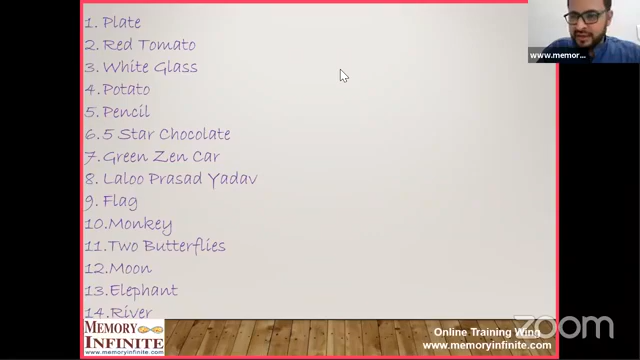 1. Plate
2. Red Tomato
3. White Glass
4. Potato
5. Pencil
6. 5 Star Chocolate
7. Green Zen Car
8. Laloo Prasad Yadav
9. Flag
10. Monkey
11. Two Butterflies
12. Moon
13. Elephant
14. River
www.memor...
MEMORY
INFINITE
www.memoryinfinite.com
Online Training Wing
www.memoryinfinite.com
zoom